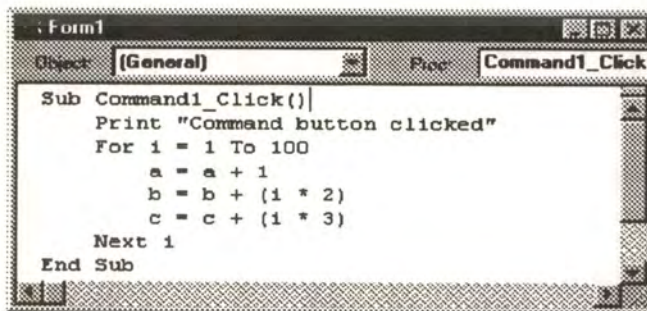 Form1
Object: (General) Proc: Command1_Click
Sub Command1_Click()
Print "Command button clicked"
For i = 1 To 100
a = a + 1
b = b + (i * 2)
c = c + (i * 3)
Next i
End Sub